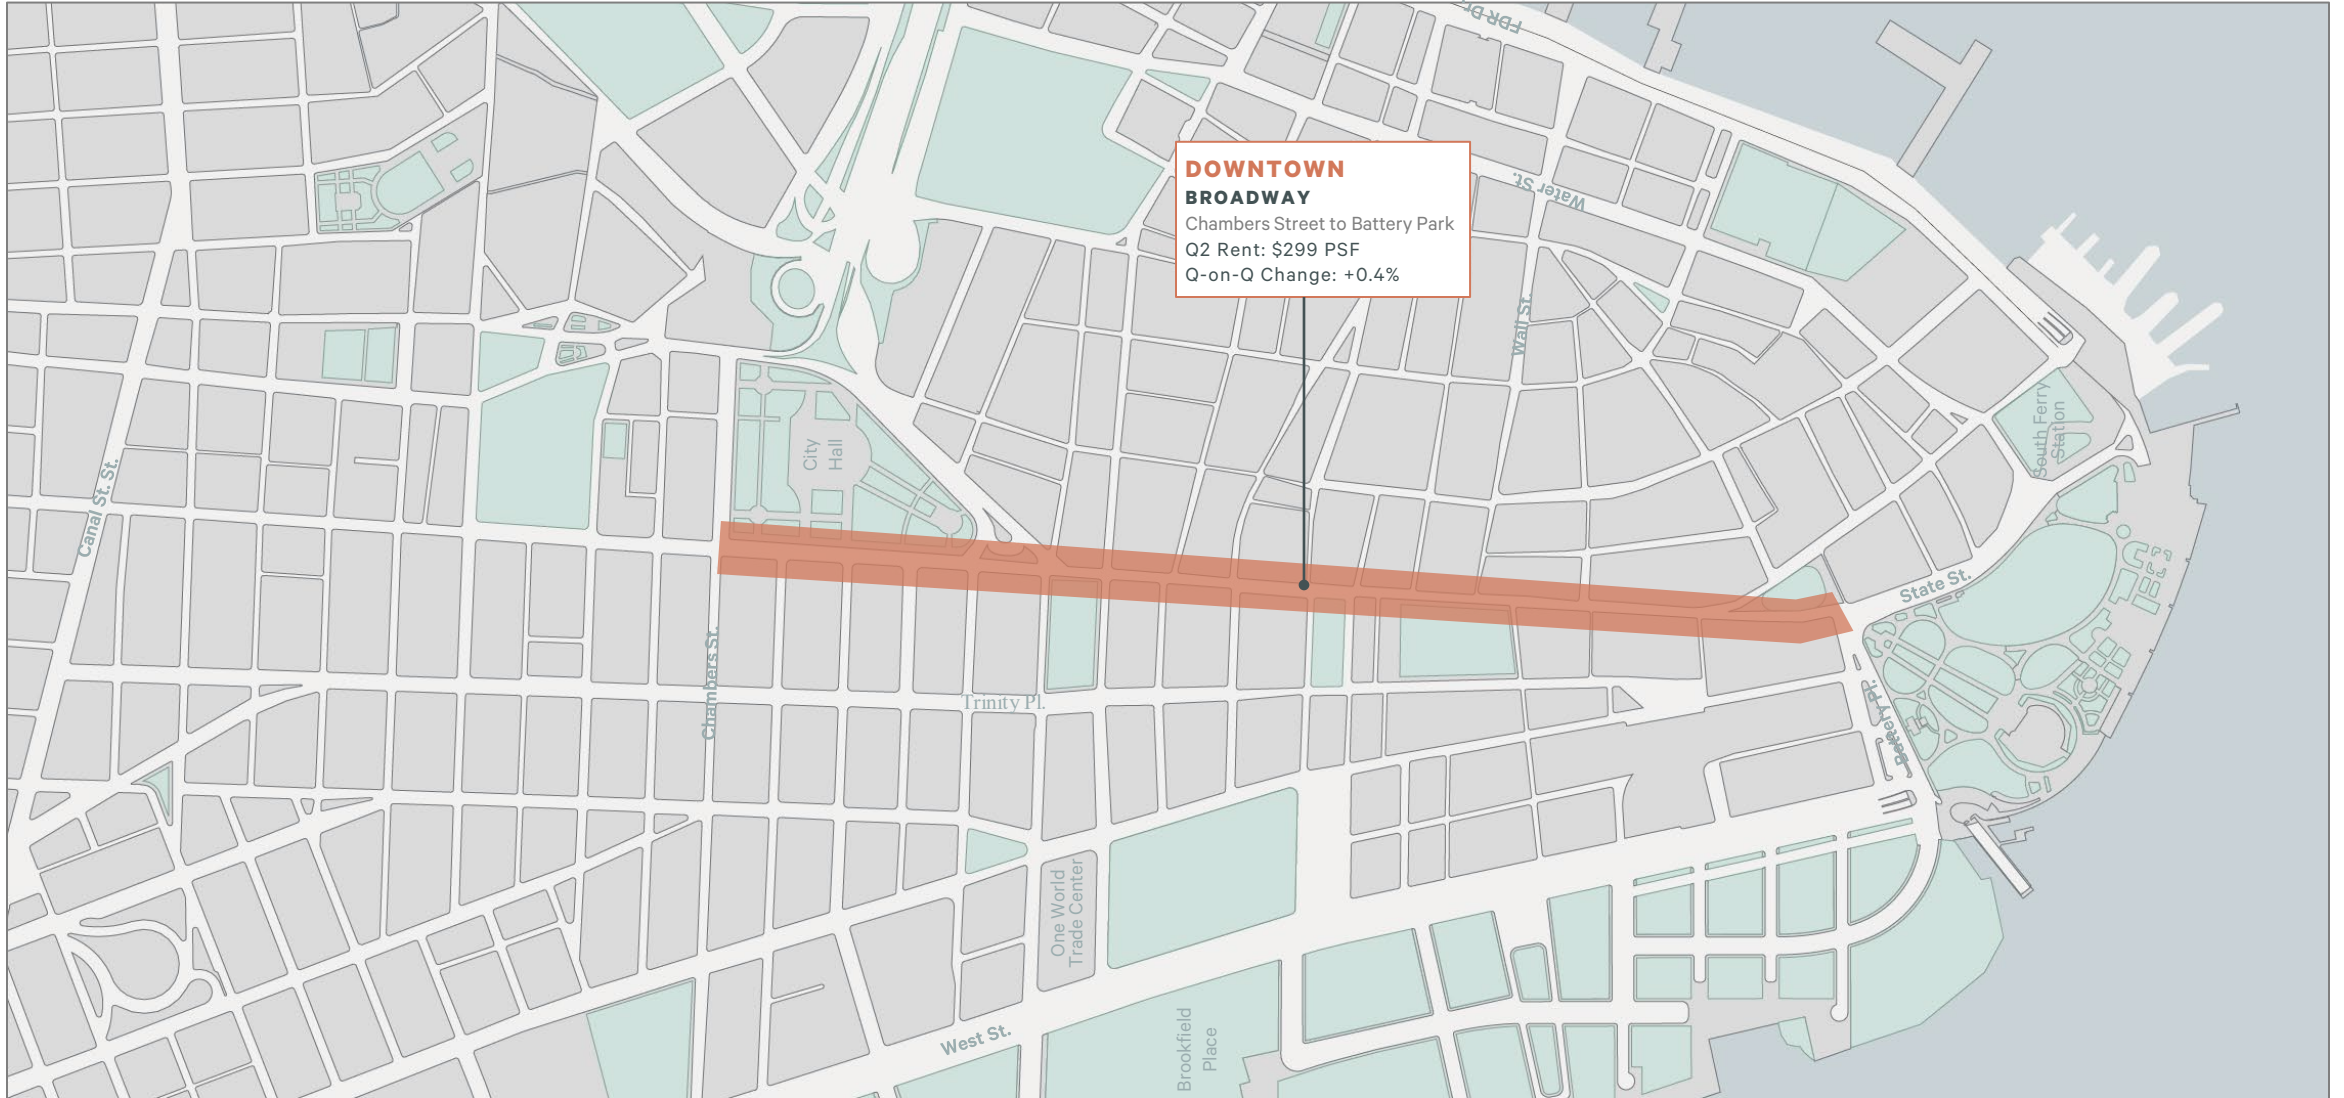 FDR Dr
DOWNTOWN
BROADWAY
Chambers Street to Battery Park
Q2 Rent: $299 PSF
Q-on-Q Change: +0.4%
Water St.
Wall St.
City
Hall
South Ferry
Station
Canal St. St.
State St.
Chambers St.
Trinity Pl.
Battery Pl.
One World
Trade Center
West St.
Brookfield
Place